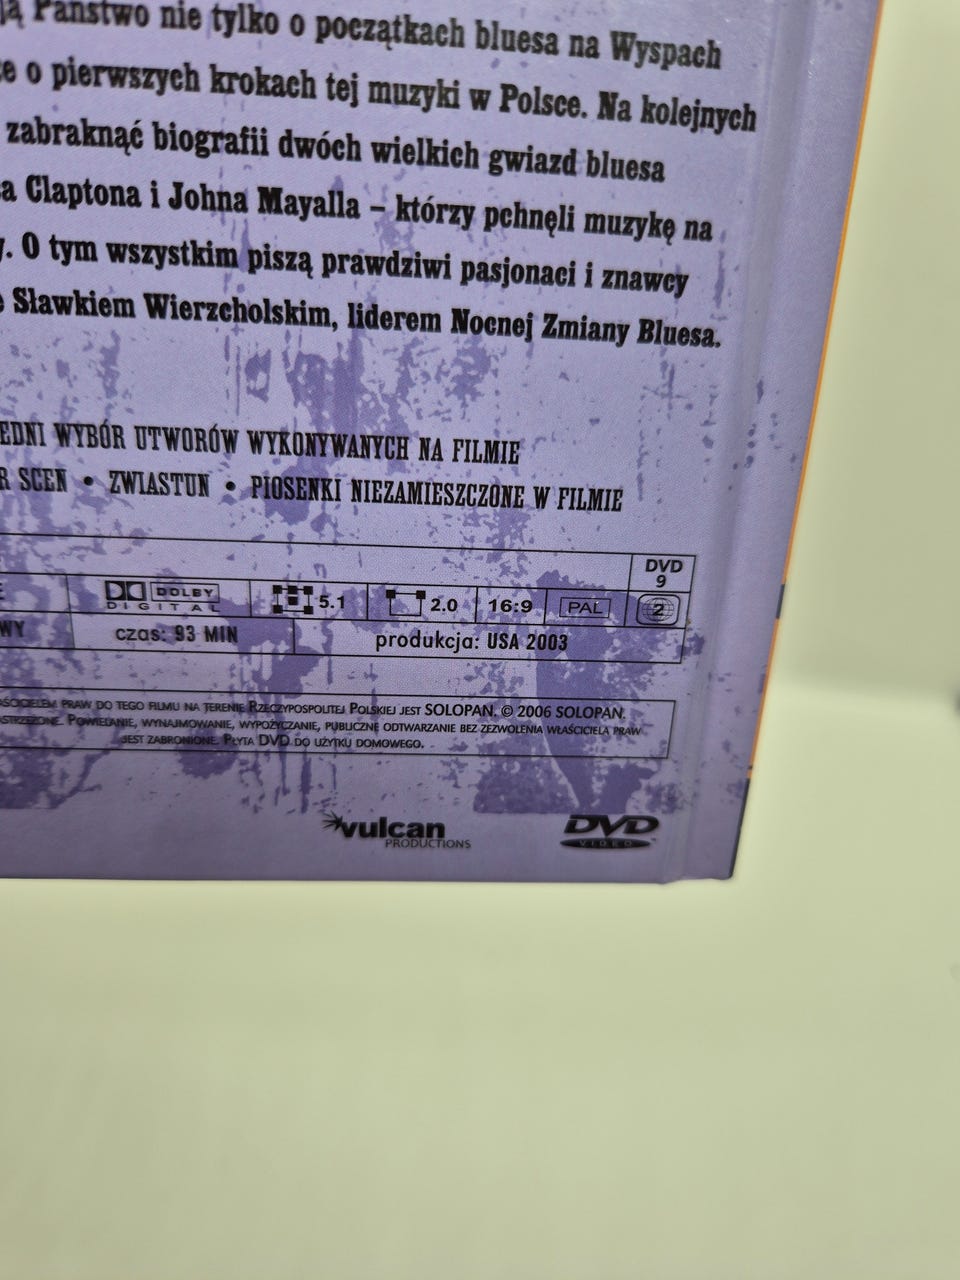 ją Państwo nie tylko o początkach bluesa na Wyspach
że o pierwszych krokach tej muzyki w Polsce. Na kolejnych
zabraknąć biografii dwóch wielkich gwiazd bluesa
a Claptona i Johna Mayalla – którzy pchnęli muzykę na
y. O tym wszystkim piszą prawdziwi pasjonaci i znawcy
e Sławkiem Wierzcholskim, liderem Nocnej Zmiany Bluesa.
EDNI WYBÓR UTWORÓW WYKONYWANYCH NA FILMIE
R SCEN • ZWIASTUN • PIOSENKI NIEZAMIESZCZONE W FILMIE
DVD
9
E DOLBY DIGITAL 5.1 2.0 16:9 PAL 2
WY czas: 93 MIN produkcja: USA 2003
AŚCICIELEM PRAW DO TEGO FILMU NA TERENIE RZECZYPOSPOLITEJ POLSKIEJ JEST SOLOPAN. © 2006 SOLOPAN.
ASTRZEŻONE. POWIELANIE, WYNAJMOWANIE, WYPOŻYCZANIE, PUBLICZNE ODTWARZANIE BEZ ZEZWOLENIA WŁAŚCICIELA PRAW
JEST ZABRONIONE. PŁYTA DVD DO UŻYTKU DOMOWEGO.
vulcan
PRODUCTIONS
DVD
VIDEO